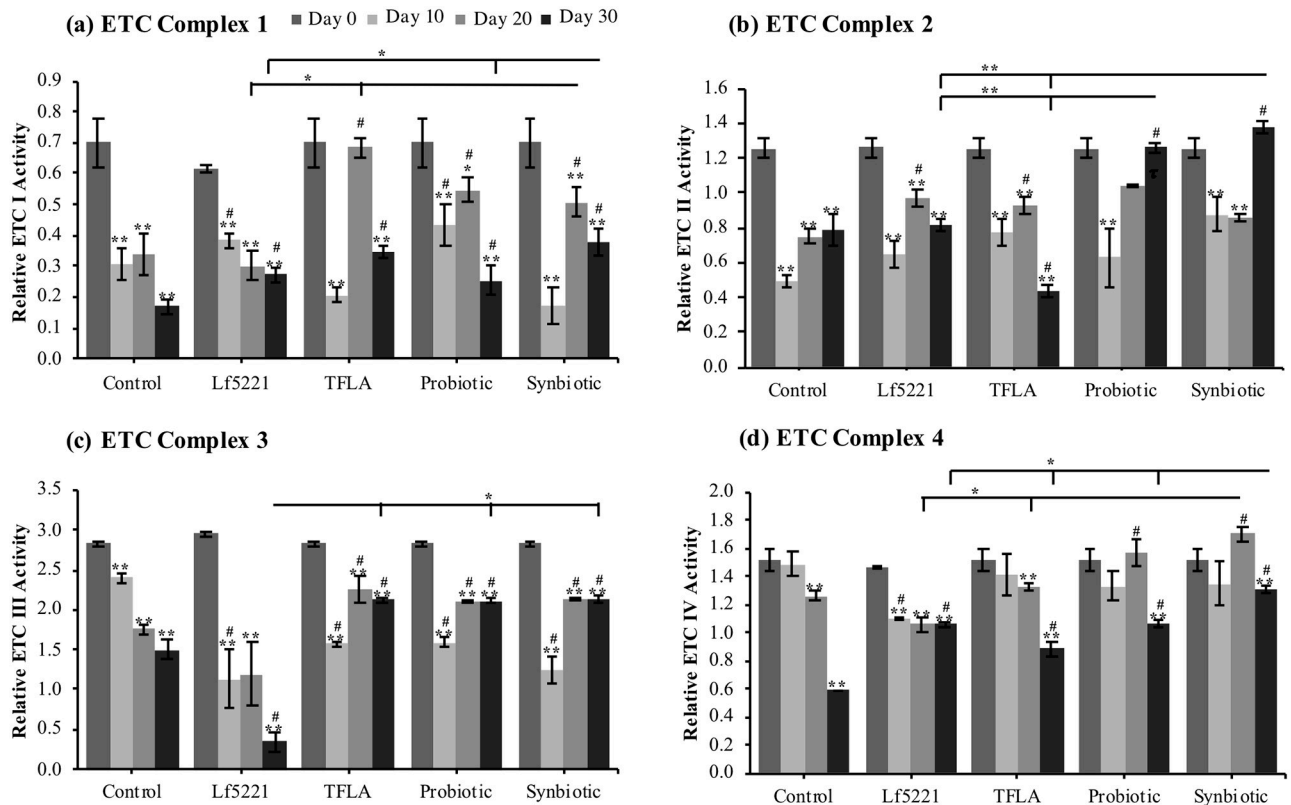 (a) ETC Complex 1
Day 0 Day 10 Day 20 Day 30
* 
*
Relative ETC I Activity
0.9
0.8
0.7
0.6
0.5
0.4
0.3
0.2
0.1
0.0
** ** **
# ** ** # **
** # # **
# ** # * # **
** # ** # **
Control Lf5221 TFLA Probiotic Synbiotic
(b) ETC Complex 2
**
**
Relative ETC II Activity
1.6
1.4
1.2
1.0
0.8
0.6
0.4
0.2
0.0
** ** **
** # ** **
** # ** # **
** #
** ** #
Control Lf5221 TFLA Probiotic Synbiotic
(c) ETC Complex 3
*
Relative ETC III Activity
3.5
3.0
2.5
2.0
1.5
1.0
0.5
0.0
** ** **
# ** ** # **
# ** # ** # **
# ** # ** # **
# ** # ** # **
Control Lf5221 TFLA Probiotic Synbiotic
(d) ETC Complex 4
*
*
Relative ETC IV Activity
2.0
1.8
1.6
1.4
1.2
1.0
0.8
0.6
0.4
0.2
0.0
** **
# ** ** # **
** # **
# # **
# # **
Control Lf5221 TFLA Probiotic Synbiotic